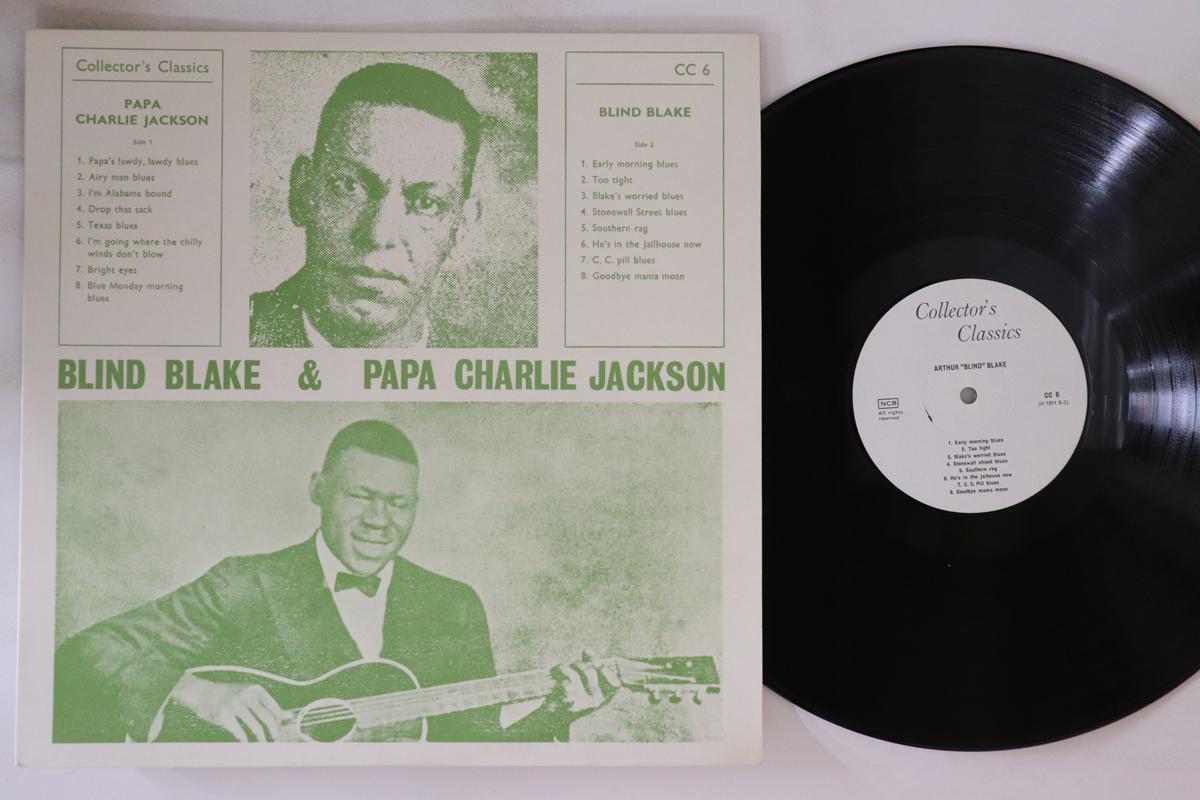 Collector's Classics
PAPA
CHARLIE JACKSON
Side 1
1. Papa's lawdy, lawdy blues
2. Airy man blues
3. I'm Alabama bound
4. Drop that sack
5. Texas blues
6. I'm going where the chilly
winds don't blow
7. Bright eyes
8. Blue Monday morning
blues
CC 6
BLIND BLAKE
Side 2
1. Early morning blues
2. Too tight
3. Blake's worried blues
4. Stonewall Street blues
5. Southern rag
6. He's in the Jailhouse now
7. C. C. pill blues
8. Goodbye mama moan
BLIND BLAKE & PAPA CHARLIE JACKSON
Collector's
Classics
ARTHUR "BLIND" BLAKE
NCB
All rights
reserved
CC 6
(H 1011 B-2)
1. Early morning blues
2. Too tight
3. Blake's worried blues
4. Stonewall street blues
5. Southern rag
6. He's in the jailhouse now
7. C. C. Pill blues
8. Goodbye mama moan